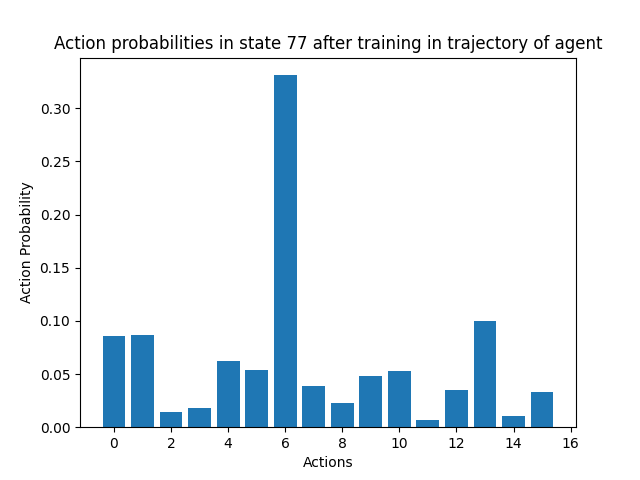 Action probabilities in state 77 after training in trajectory of agent
Action Probability
0.30
0.25
0.20
0.15
0.10
0.05
0.00
0 2 4 6 8 10 12 14 16
Actions